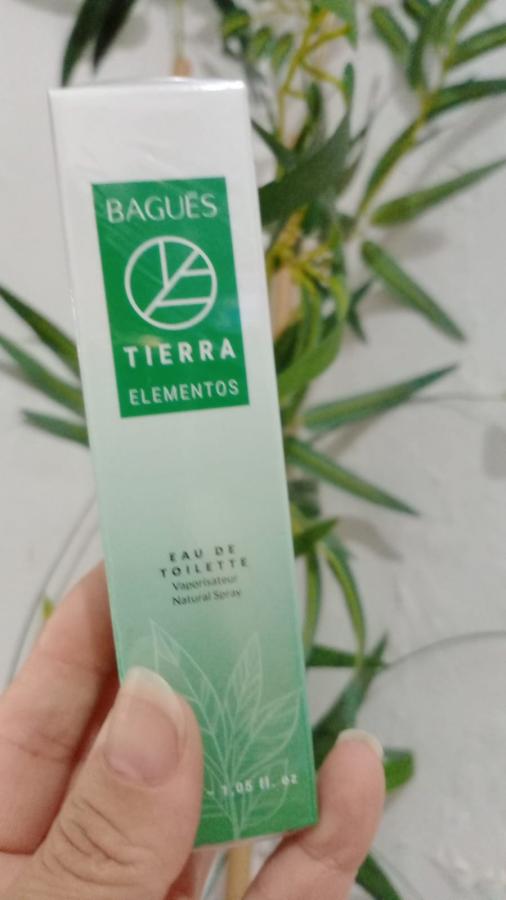 BAGUÉS
TIERRA
ELEMENTOS
EAU DE
TOILETTE
Vaporisateur
Natural Spray
- 1,05 fl. oz